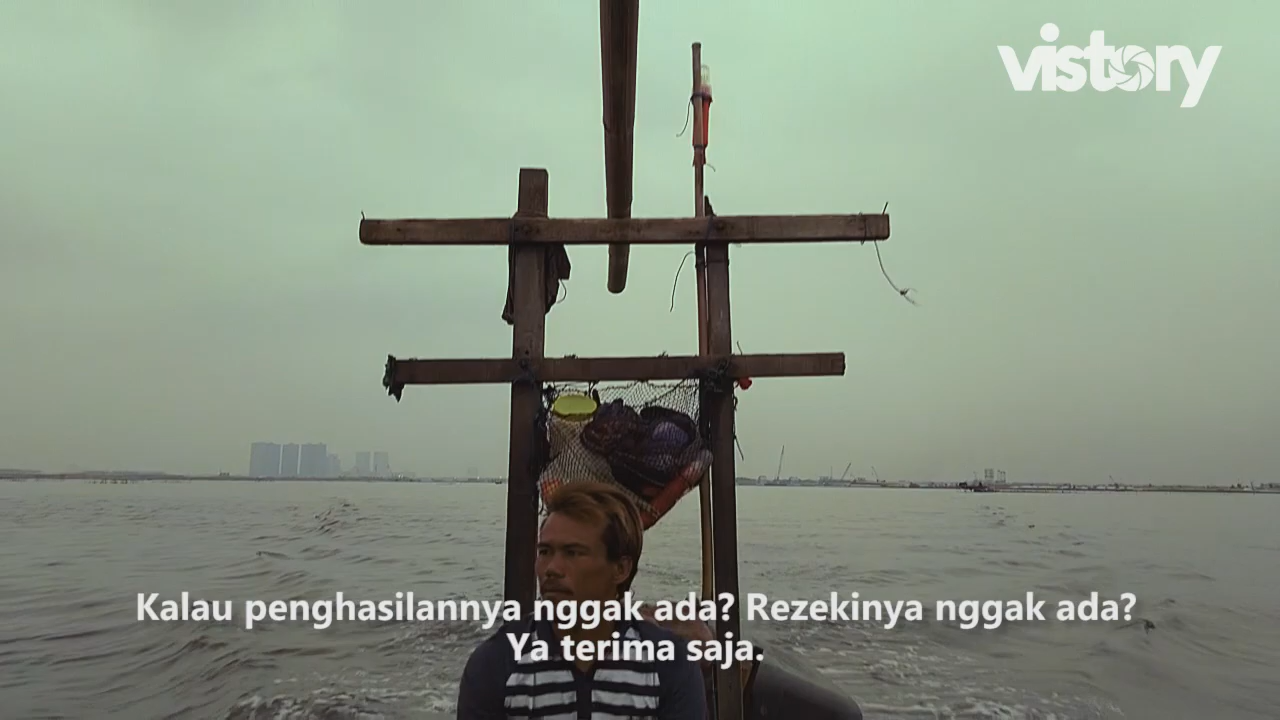 vistory
Kalau penghasilannya nggak ada? Rezekinya nggak ada?
Ya terima saja.